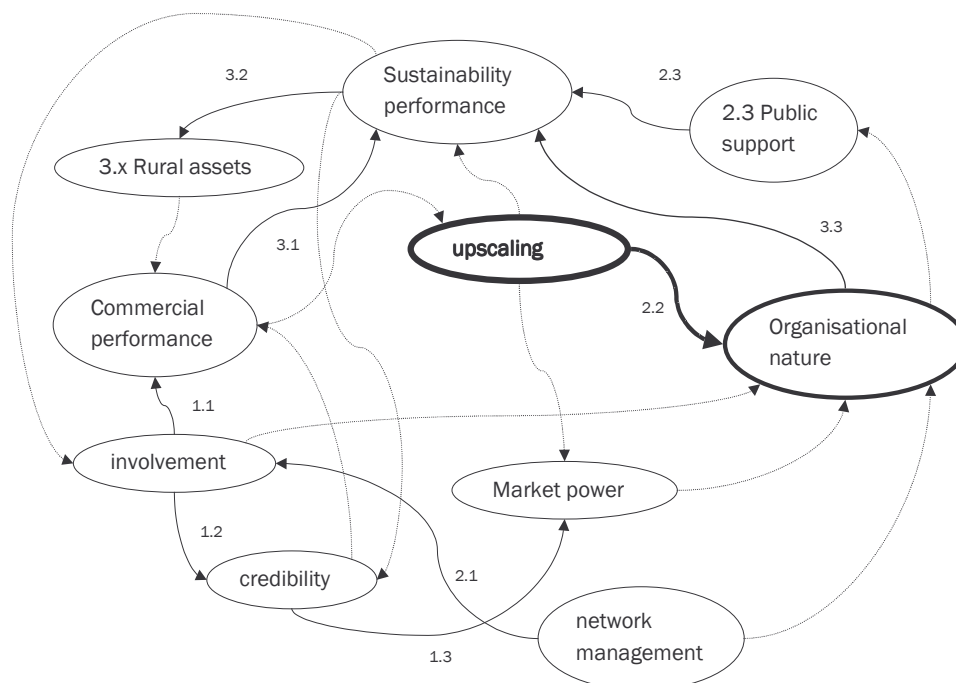 Sustainability
performance
3.2
2.3
2.3 Public
support
3.x Rural assets
upscaling
3.1
3.3
2.2
Commercial
performance
Organisational
nature
1.1
involvement
Market power
1.2
credibility
2.1
network
management
1.3